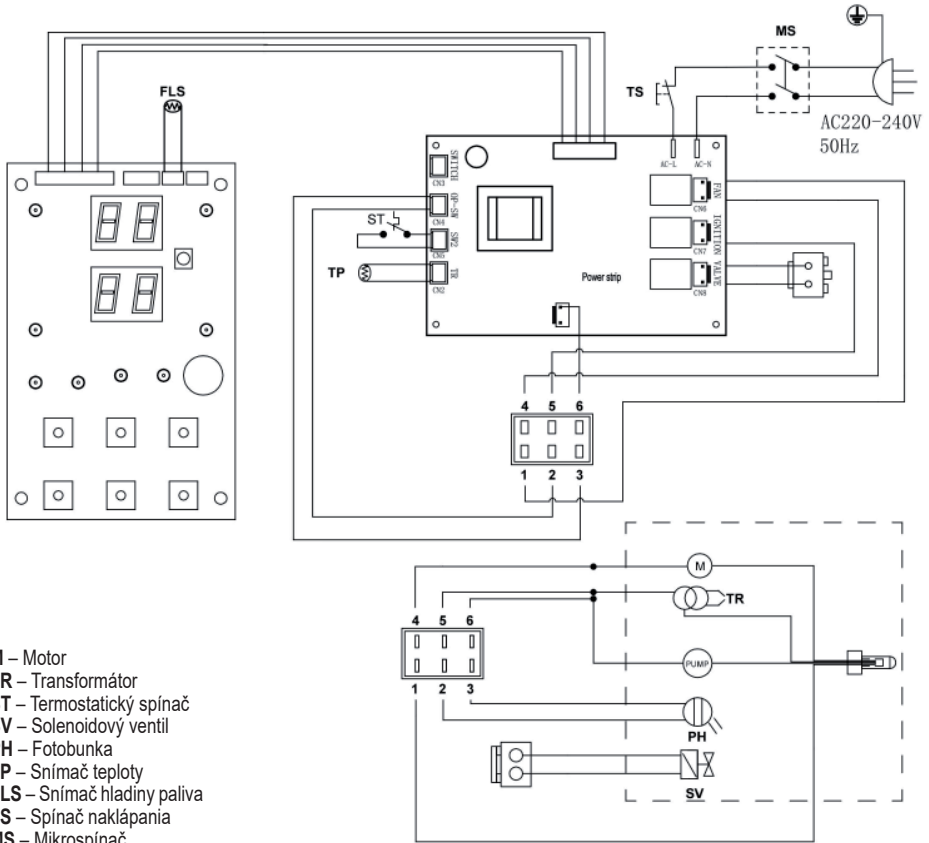 MS
FLS
TS
AC220-240V
50Hz
AC-L AC-N
SWITCH
CN3
OP-SW
CN4
ST
SW2
CN5
TP
TR
CN2
FAN
CN6
IGNITION
CN7
VALVE
CN8
Power strip
4 5 6
1 2 3
M
TR
4 5 6
PUMP
1 2 3
PH
SV
– Motor
R – Transformátor
T – Termostatický spínač
V – Solenoidový ventil
H – Fotobunka
P – Snímač teploty
LS – Snímač hladiny paliva
S – Spínač naklápania
– Mikrospínač